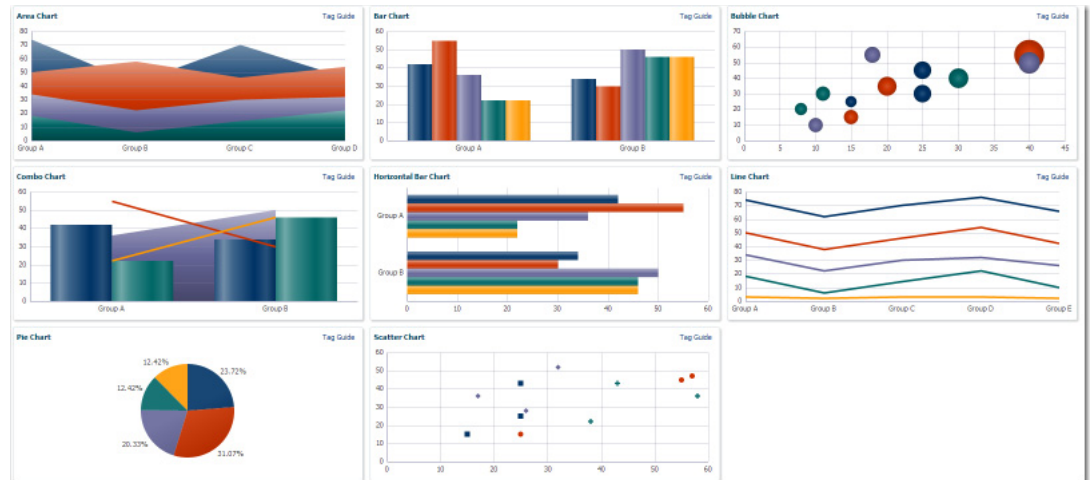 Area Chart Tag Guide
80
70
60
50
40
30
20
10
0
Group A Group B Group C Group D
Bar Chart Tag Guide
60
50
40
30
20
10
0
Group A Group B
Bubble Chart Tag Guide
70
60
50
40
30
20
10
0
0 5 10 15 20 25 30 35 40 45
Combo Chart Tag Guide
60
50
40
30
20
10
0
Group A Group B
Horizontal Bar Chart Tag Guide
Group A
Group B
0 10 20 30 40 50 60
Line Chart Tag Guide
80
70
60
50
40
30
20
10
0
Group A Group B Group C Group D Group E
Pie Chart Tag Guide
12.42% 23.72%
12.42%
20.33% 31.07%
Scatter Chart Tag Guide
60
50
40
30
20
10
0
0 10 20 30 40 50 60